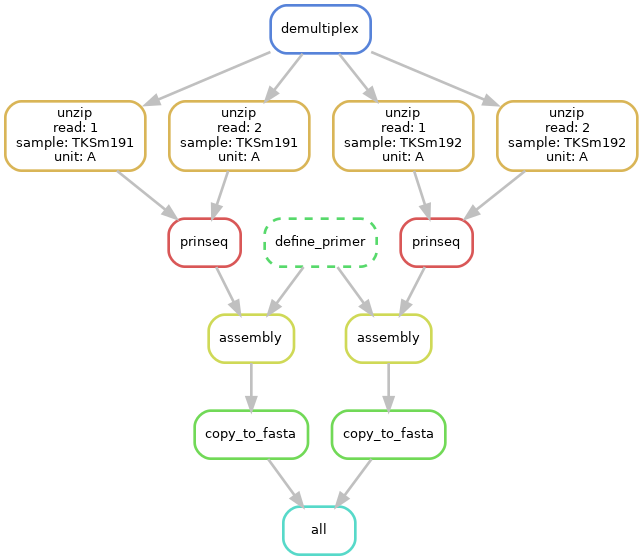 demultiplex
unzip
read: 1
sample: TKSm191
unit: A
unzip
read: 2
sample: TKSm191
unit: A
unzip
read: 1
sample: TKSm192
unit: A
unzip
read: 2
sample: TKSm192
unit: A
prinseq
define_primer
prinseq
assembly
assembly
copy_to_fasta
copy_to_fasta
all